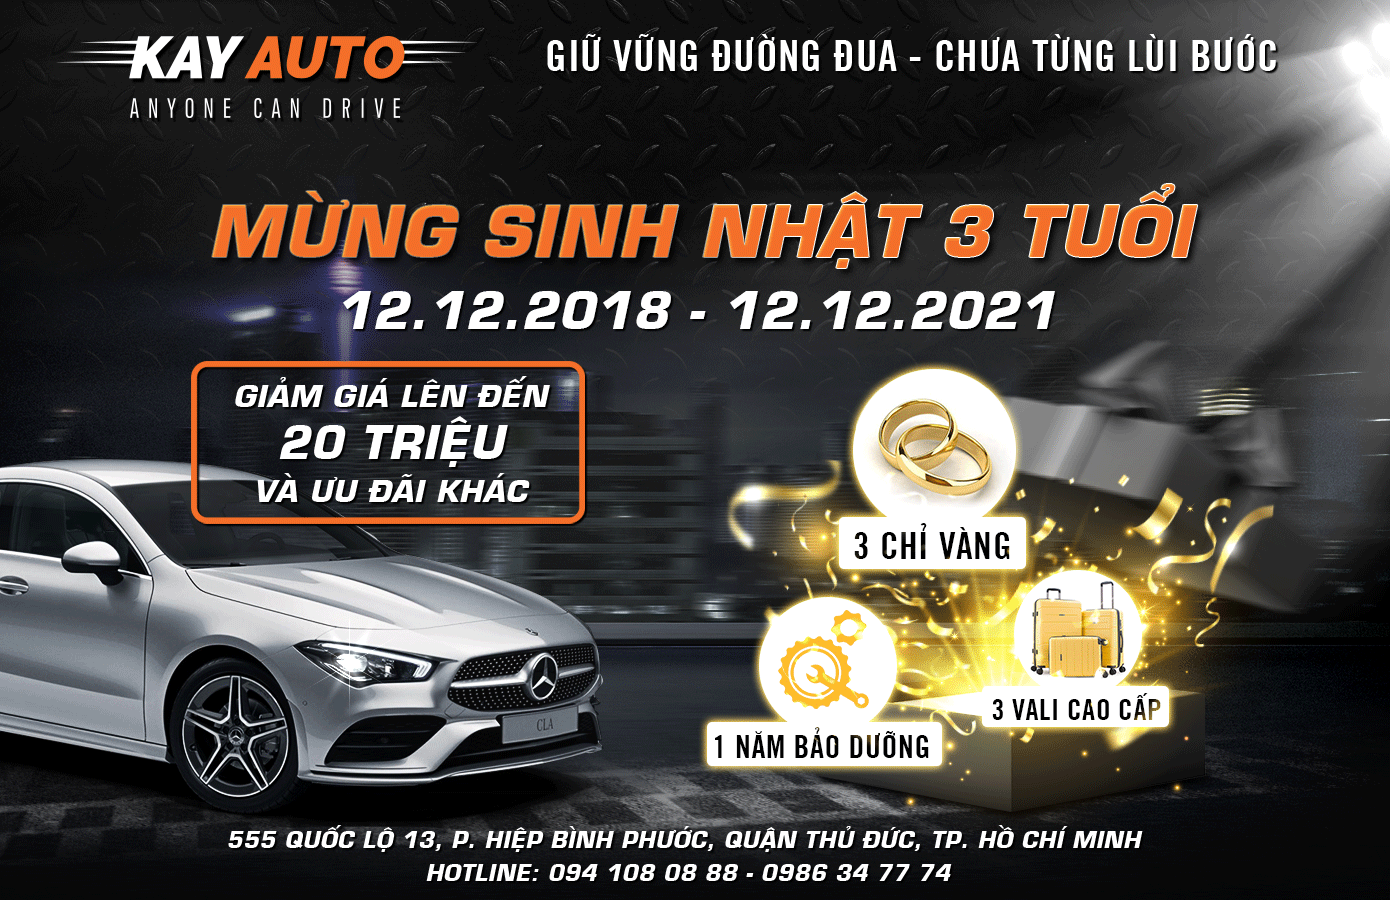 KAY AUTO
ANYONE CAN DRIVE
GIỮ VỮNG ĐƯỜNG ĐUA - CHƯA TỪNG LÙI BƯỚC
MỪNG SINH NHẬT 3 TUỔI
12.12.2018 - 12.12.2021
GIẢM GIÁ LÊN ĐẾN
20 TRIỆU
VÀ ƯU ĐÃI KHÁC
3 CHỈ VÀNG
3 VALI CAO CẤP
1 NĂM BẢO DƯỠNG
CLA
555 QUỐC LỘ 13, P. HIỆP BÌNH PHƯỚC, QUẬN THỦ ĐỨC, TP. HỒ CHÍ MINH
HOTLINE: 094 108 08 88 - 0986 34 77 74